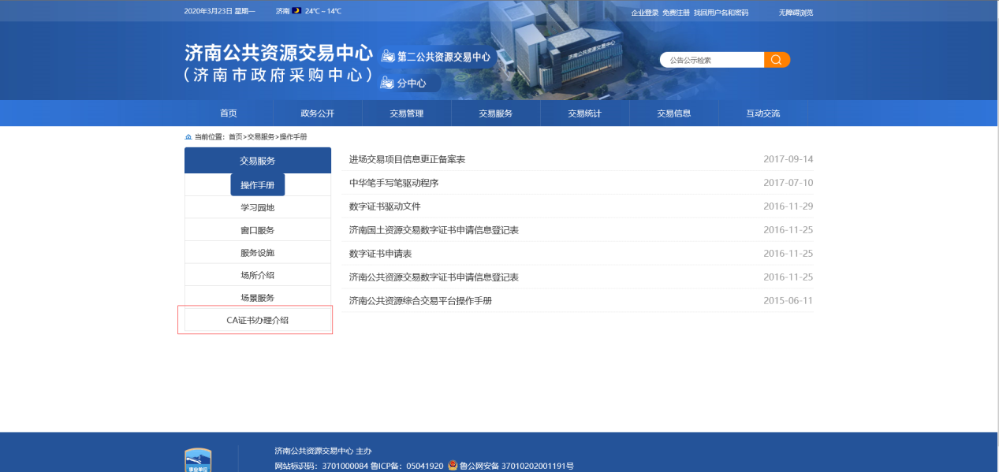 2020年3月23日 星期一 济南 24℃～14℃
企业登录 免费注册 找回用户名和密码 无障碍浏览
济南公共资源交易中心
（济南市政府采购中心）
第二公共资源交易中心
分中心
济南公共资源交易中心
公告公示检索
首页 政务公开 交易管理 交易服务 交易统计 交易信息 互动交流
当前位置：首页>交易服务>操作手册
交易服务
操作手册
学习园地
窗口服务
服务设施
场所介绍
场景服务
CA证书办理介绍
进场交易项目信息更正备案表 2017-09-14
中华笔手写笔驱动程序 2017-07-10
数字证书驱动文件 2016-11-29
济南国土资源交易数字证书申请信息登记表 2016-11-25
数字证书申请表 2016-11-25
济南公共资源交易数字证书申请信息登记表 2016-11-25
济南公共资源综合交易平台操作手册 2015-06-11
事业单位
济南公共资源交易中心 主办
网站标识码：3701000084 鲁ICP备：05041920 鲁公网安备 37010202001191号